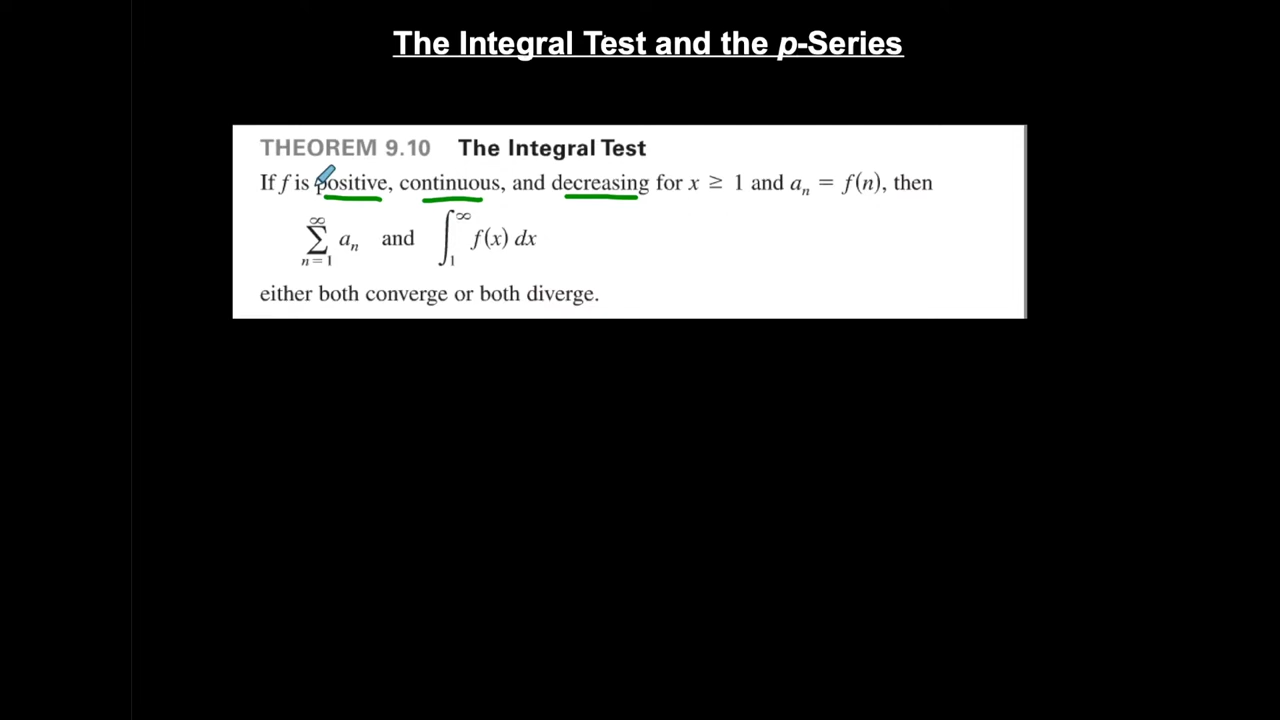 The Integral Test and the p-Series
THEOREM 9.10 The Integral Test
If f is positive, continuous, and decreasing for x ≥ 1 and aₙ = f(n), then
∞∑n=1 aₙ and ∫₁^∞ f(x) dx
either both converge or both diverge.